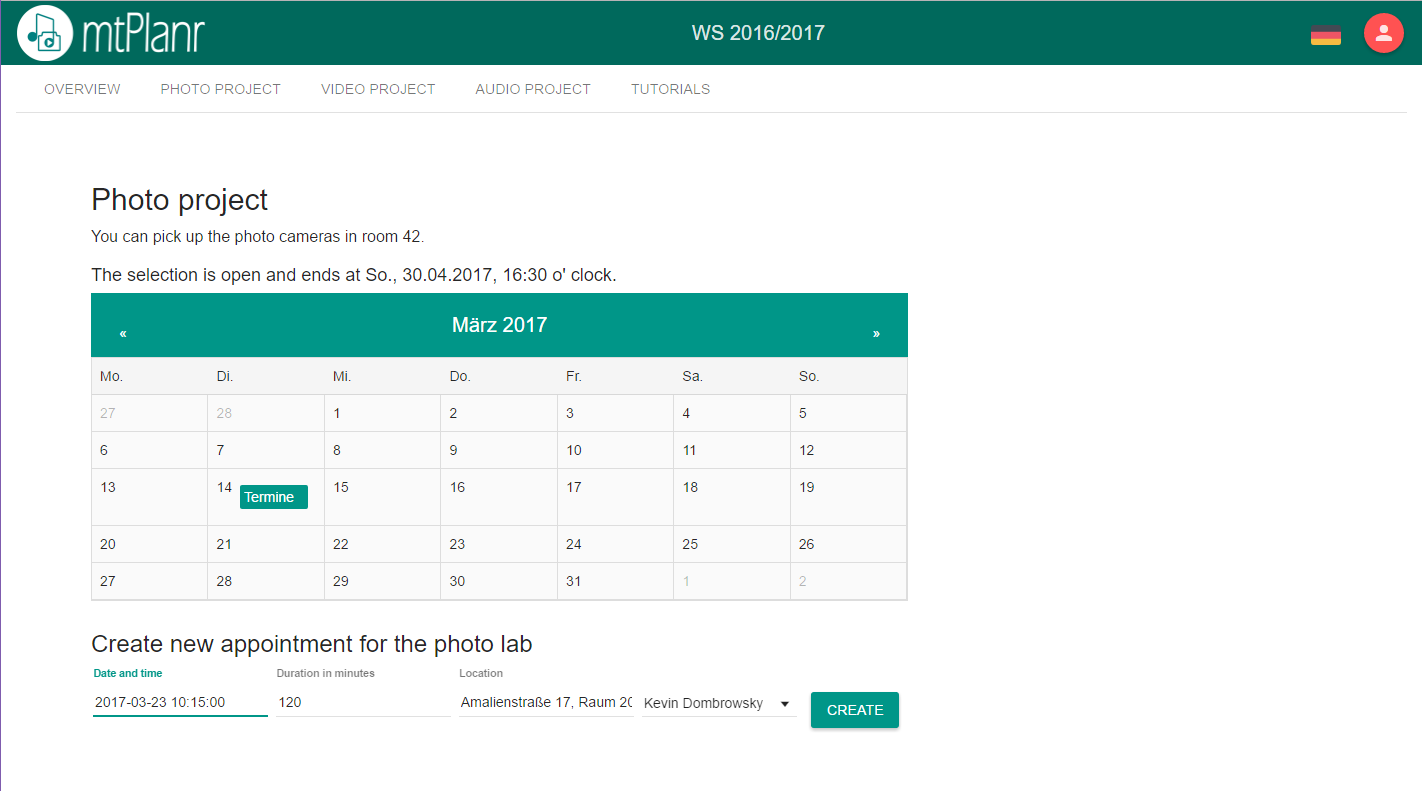 mtPlanr
WS 2016/2017
OVERVIEW PHOTO PROJECT VIDEO PROJECT AUDIO PROJECT TUTORIALS
Photo project
You can pick up the photo cameras in room 42.
The selection is open and ends at So., 30.04.2017, 16:30 o' clock.
« März 2017 »
Mo. Di. Mi. Do. Fr. Sa. So.
27 28 1 2 3 4 5
6 7 8 9 10 11 12
13 14 Termine 15 16 17 18 19
20 21 22 23 24 25 26
27 28 29 30 31 1 2
Create new appointment for the photo lab
Date and time Duration in minutes Location
2017-03-23 10:15:00 120 Amalienstraße 17, Raum 20 Kevin Dombrowsky CREATE